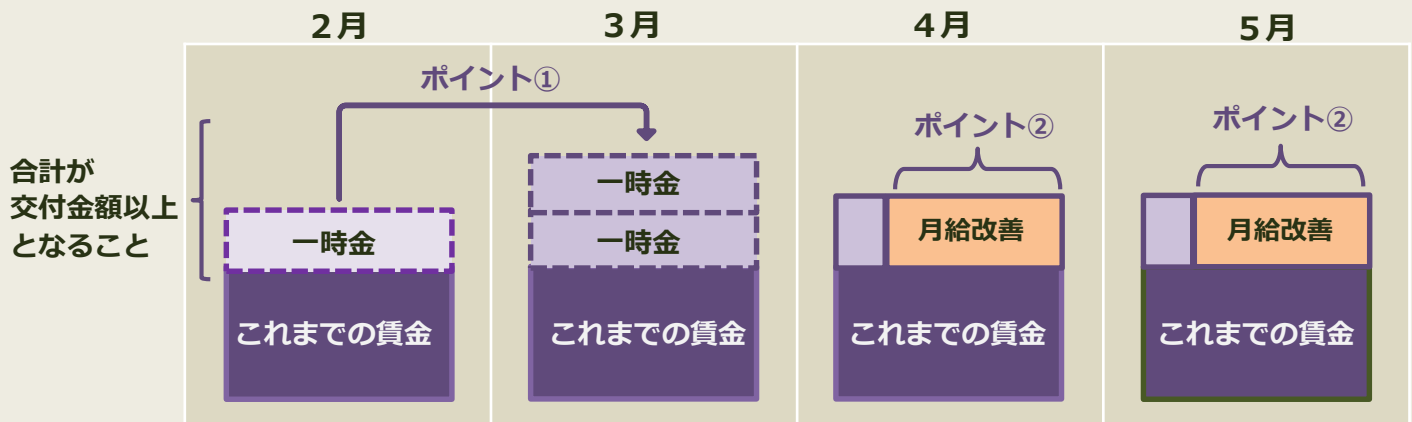 ２月
３月
４月
５月
ポイント①
ポイント②
ポイント②
合計が
交付金額以上
となること
一時金
一時金
一時金
月給改善
月給改善
これまでの賃金
これまでの賃金
これまでの賃金
これまでの賃金